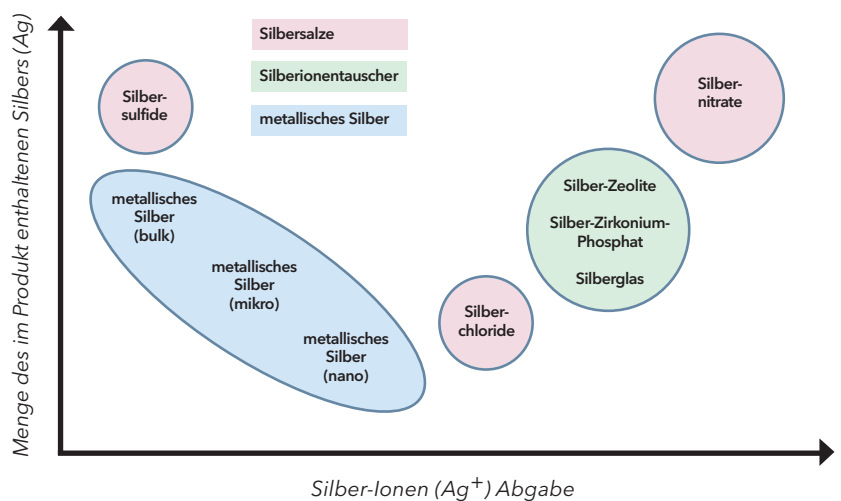 Menge des im Produkt enthaltenen Silbers (Ag)
Silbersalze
Silberionentauscher
metallisches Silber
Silber-
sulfide
Silber-
nitrate
metallisches
Silber
(bulk)
metallisches
Silber
(mikro)
metallisches
Silber
(nano)
Silber-
chloride
Silber-Zeolite
Silber-Zirkonium-
Phosphat
Silberglas
Silber-Ionen (Ag⁺) Abgabe